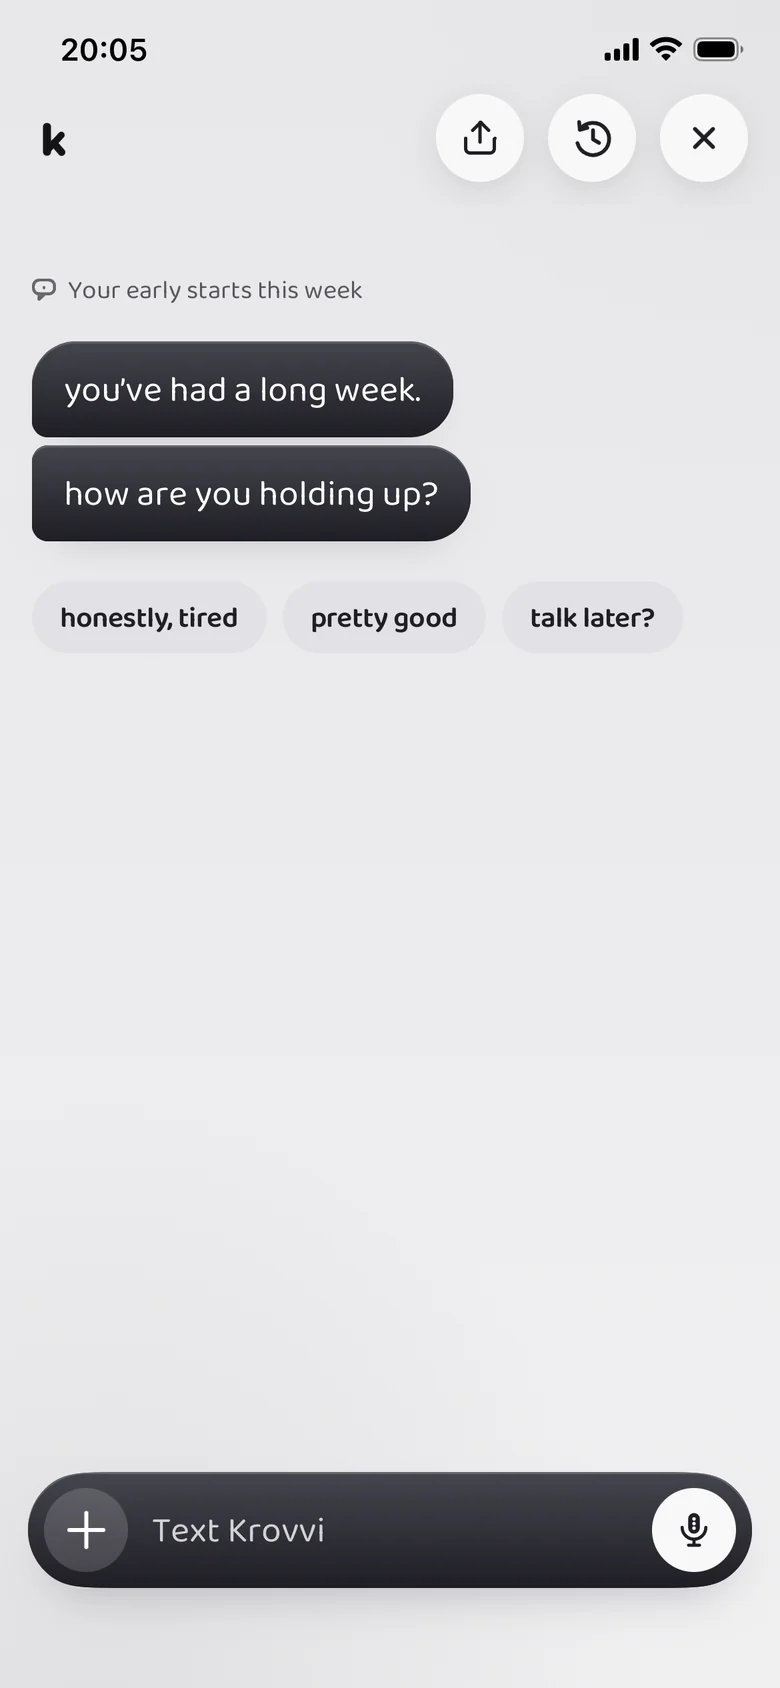 20:05
k
Your early starts this week
you've had a long week.
how are you holding up?
honestly, tired
pretty good
talk later?
Text Krovvi